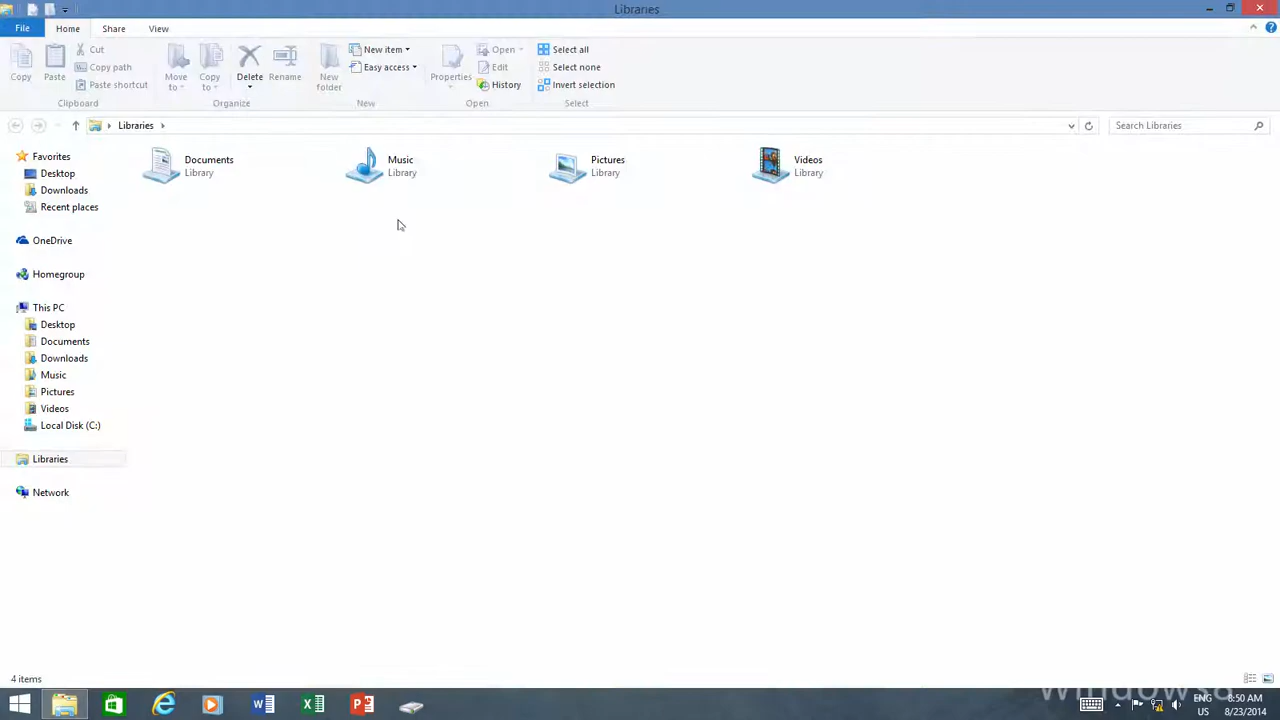 Libraries
File Home Share View
Copy
Paste
Cut
Copy path
Paste shortcut
Clipboard
Move to
Copy to
Delete
Rename
Organize
New folder
New item
Easy access
New
Properties
Open
Edit
History
Open
Select all
Select none
Invert selection
Select
Libraries
Search Libraries
Favorites
Desktop
Downloads
Recent places
OneDrive
Homegroup
This PC
Desktop
Documents
Downloads
Music
Pictures
Videos
Local Disk (C:)
Libraries
Network
Documents
Library
Music
Library
Pictures
Library
Videos
Library
4 items
ENG
US
6:50 AM
8/23/2014